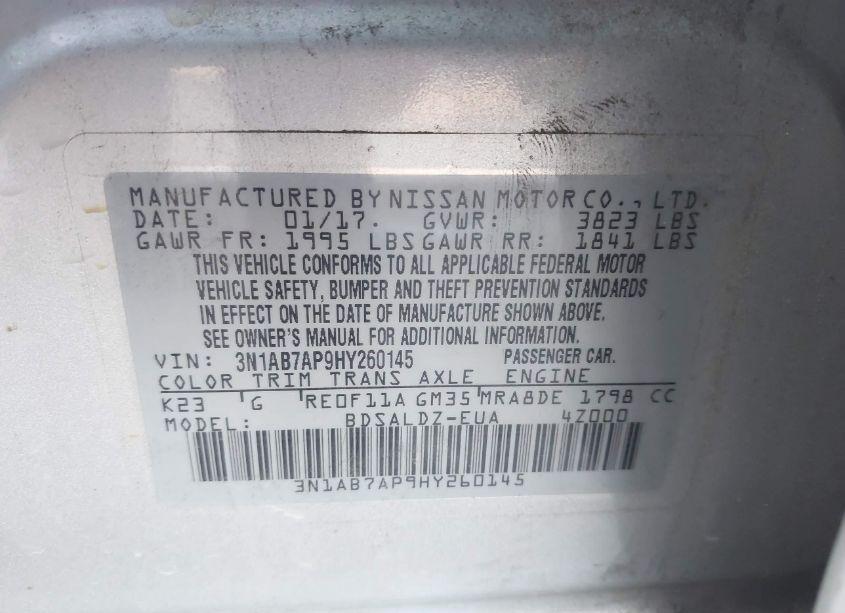 MANUFACTURED BY NISSAN MOTOR CO., LTD.
DATE: 01/17. GVWR: 3823 LBS
GAWR FR: 1995 LBS GAWR RR: 1841 LBS
THIS VEHICLE CONFORMS TO ALL APPLICABLE FEDERAL MOTOR
VEHICLE SAFETY, BUMPER AND THEFT PREVENTION STANDARDS
IN EFFECT ON THE DATE OF MANUFACTURE SHOWN ABOVE.
SEE OWNER'S MANUAL FOR ADDITIONAL INFORMATION.
VIN: 3N1AB7AP9HY260145 PASSENGER CAR.
COLOR TRIM TRANS AXLE ENGINE
K23 G RE0F11A GM35 MRA8DE 1798 CC
MODEL: BDSALDZ-EUA 4Z000
3N1AB7AP9HY260145